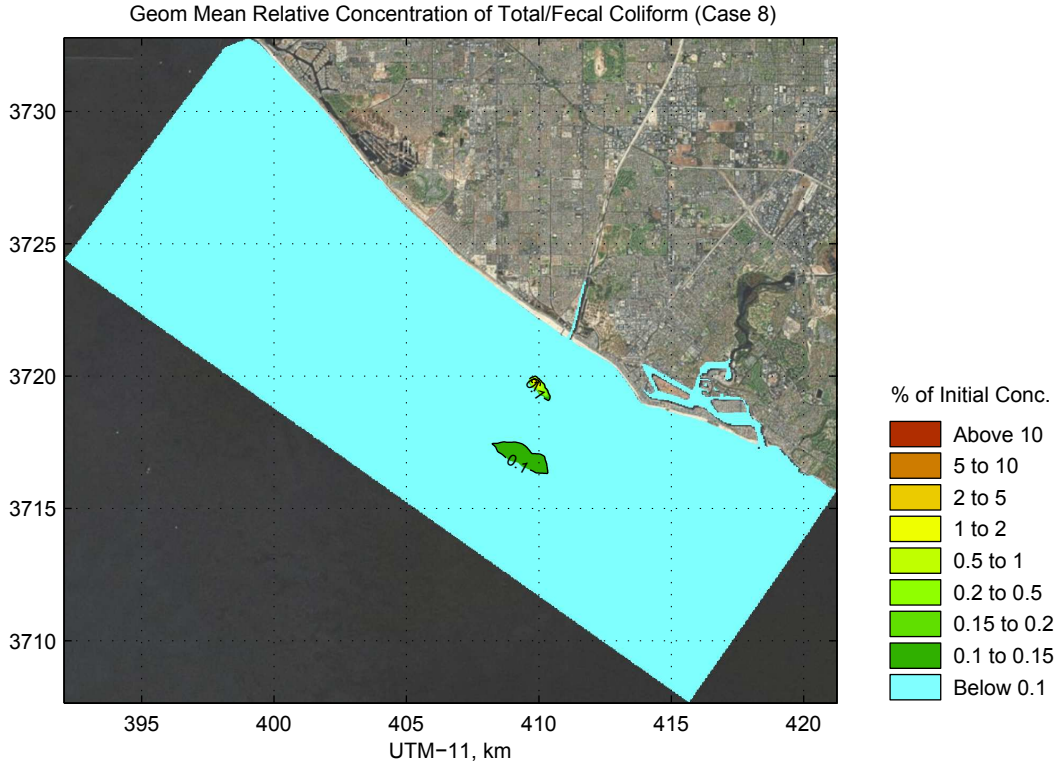 Geom Mean Relative Concentration of Total/Fecal Coliform (Case 8)
3730
3725
3720
3715
3710
0.1
395
400
405
410
415
420
UTM−11, km
% of Initial Conc.
Above 10
5 to 10
2 to 5
1 to 2
0.5 to 1
0.2 to 0.5
0.15 to 0.2
0.1 to 0.15
Below 0.1